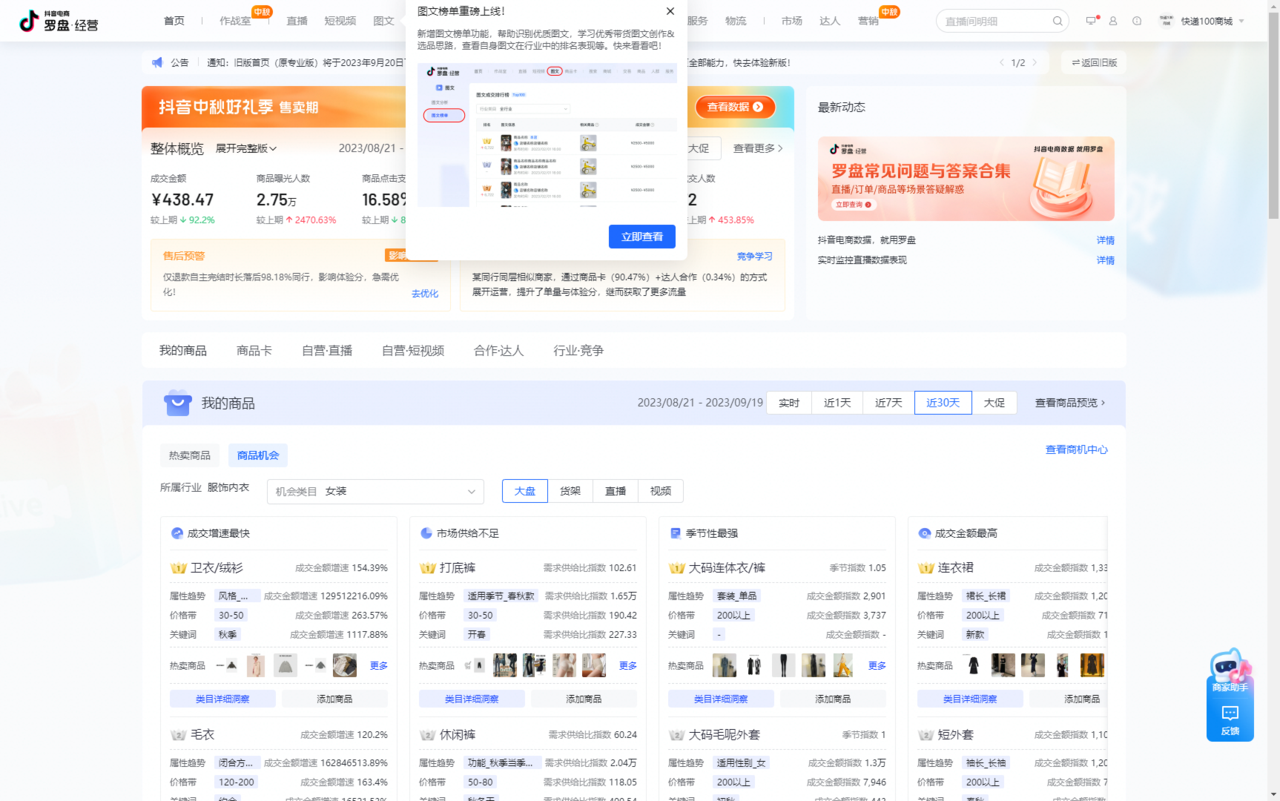 抖音电商
罗盘·经营
首页
作战室
中秋
直播
短视频
图文
服务
物流
市场
达人
营销
中秋
直播间明细
快递100商城
图文榜单重磅上线！
新增图文榜单功能，帮助识别优质图文，学习优秀带货图文创作&
选品思路，查看自身图文在行业中的排名表现等。快来看看吧！
立即查看
公告
通知：旧版首页（原专业版）将于2023年9月20日下
全部能力，快去体验新版！
1/2
返回旧版
抖音中秋好礼季 售卖期
查看数据
整体概览
展开完整版
2023/08/21 -
大促
查看更多
成交金额
¥438.47
较上期 92.2%
商品曝光人数
2.75万
较上期 2470.63%
商品点击支
16.58%
较上期 8
交人数
2
上期 453.85%
售后预警
仅退款自主完结时长落后98.18%同行，影响体验分，急需优
化！
去优化
竞争学习
某同行同层相似商家，通过商品卡（90.47%）+达人合作（0.34%）的方式
展开运营，提升了单量与体验分，继而获取了更多流量
最新动态
抖音电商
罗盘·经营
抖音电商数据 就用罗盘
罗盘常见问题与答案合集
直播/订单/商品等场景答疑解惑
立即查询
抖音电商数据，就用罗盘
详情
实时监控直播数据表现
详情
我的商品
商品卡
自营·直播
自营·短视频
合作·达人
行业·竞争
我的商品
2023/08/21 - 2023/09/19
实时
近1天
近7天
近30天
大促
查看商品预览
热卖商品
商品机会
查看商机中心
所属行业
服饰内衣
机会类目
女装
大盘
货架
直播
视频
成交增速最快
卫衣/绒衫
成交金额增速 154.39%
属性趋势
风格_...
成交金额增速 129512216.09%
价格带
30-50
成交金额增速 263.57%
关键词
秋季
成交金额增速 1117.88%
热卖商品
更多
类目详细洞察
添加商品
毛衣
成交金额增速 120.2%
属性趋势
闭合方...
成交金额增速 162846513.89%
价格带
120-200
成交金额增速 163.4%
市场供给不足
打底裤
需求供给比指数 102.61
属性趋势
适用季节_春秋款
需求供给比指数 1.65万
价格带
30-50
需求供给比指数 190.42
关键词
开春
需求供给比指数 227.33
热卖商品
更多
类目详细洞察
添加商品
休闲裤
需求供给比指数 60.24
属性趋势
功能_秋季当季...
需求供给比指数 2.04万
价格带
50-80
需求供给比指数 118.05
季节性最强
大码连体衣/裤
季节指数 1.05
属性趋势
套装_单品
成交金额指数 2,901
价格带
200以上
成交金额指数 3,737
关键词
-
成交金额指数 -
热卖商品
更多
类目详细洞察
添加商品
大码毛呢外套
季节指数 1
属性趋势
适用性别_女
成交金额指数 1.3万
价格带
200以上
成交金额指数 7,946
成交金额最高
连衣裙
成交金额指数 1,33
属性趋势
裙长_长裙
成交金额指数 1,20
价格带
200以上
成交金额指数 71
关键词
新款
成交金额指数 1
热卖商品
类目详细洞察
添加商品
短外套
成交金额指数 1,10
属性趋势
袖长_长袖
成交金额指数 1,20
价格带
200以上
成交金额指数 7
商家助手
反馈